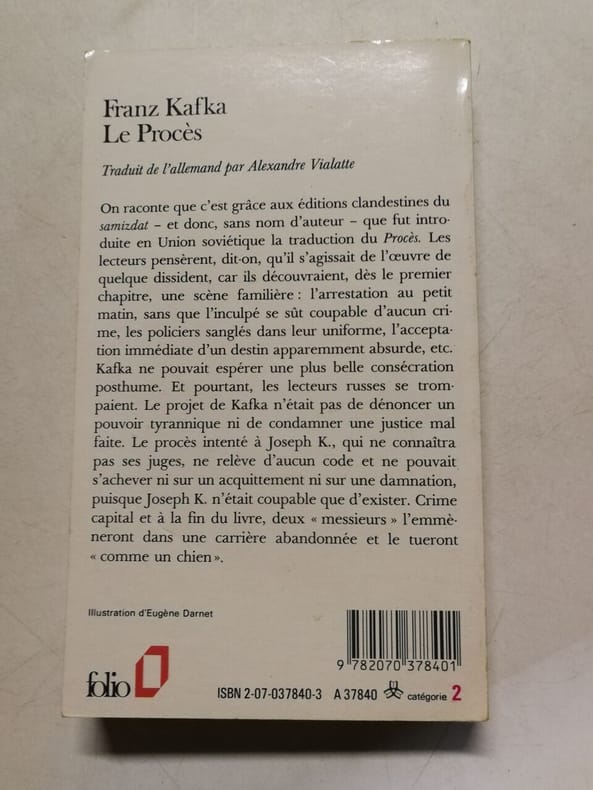 Franz Kafka
Le Procès
Traduit de l'allemand par Alexandre Vialatte
On raconte que c'est grâce aux éditions clandestines du
samizdat – et donc, sans nom d'auteur – que fut intro-
duite en Union soviétique la traduction du Procès. Les
lecteurs pensèrent, dit-on, qu'il s'agissait de l'œuvre de
quelque dissident, car ils découvraient, dès le premier
chapitre, une scène familière : l'arrestation au petit
matin, sans que l'inculpé se sût coupable d'aucun cri-
me, les policiers sanglés dans leur uniforme, l'accepta-
tion immédiate d'un destin apparemment absurde, etc.
Kafka ne pouvait espérer une plus belle consécration
posthume. Et pourtant, les lecteurs russes se trom-
paient. Le projet de Kafka n'était pas de dénoncer un
pouvoir tyrannique ni de condamner une justice mal
faite. Le procès intenté à Joseph K., qui ne connaîtra
pas ses juges, ne relève d'aucun code et ne pouvait
s'achever ni sur un acquittement ni sur une damnation,
puisque Joseph K. n'était coupable que d'exister. Crime
capital et à la fin du livre, deux « messieurs » l'emmè-
neront dans une carrière abandonnée et le tueront
« comme un chien ».
Illustration d'Eugène Darnet
9 782070 378401
folio
ISBN 2-07-037840-3 A 37840 catégorie 2